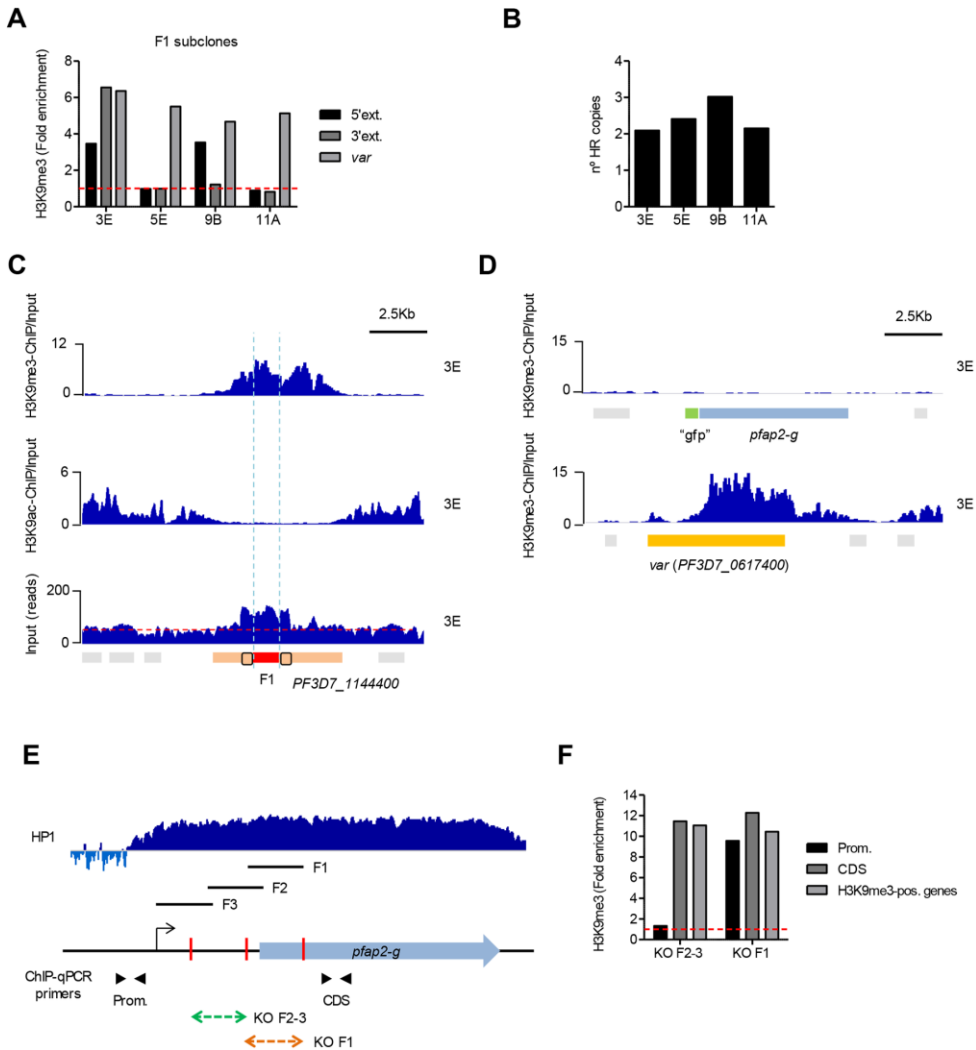 A
F1 subclones
H3K9me3 (Fold enrichment)
8
6
4
2
0
3E 5E 9B 11A
5'ext.
3'ext.
var
B
nº HR copies
4
3
2
1
0
3E 5E 9B 11A
C
2.5Kb
H3K9me3-ChIP/Input
12
0
3E
H3K9ac-ChIP/Input
6
0
3E
Input (reads)
200
100
0
3E
F1
PF3D7_1144400
D
2.5Kb
H3K9me3-ChIP/Input
15
0
3E
"gfp" pfap2-g
H3K9me3-ChIP/Input
15
0
3E
var (PF3D7_0617400)
E
HP1
F1
F2
F3
pfap2-g
ChIP-qPCR
primers
Prom.
CDS
KO F2-3
KO F1
F
H3K9me3 (Fold enrichment)
14
12
10
8
6
4
2
0
KO F2-3 KO F1
Prom.
CDS
H3K9me3-pos. genes